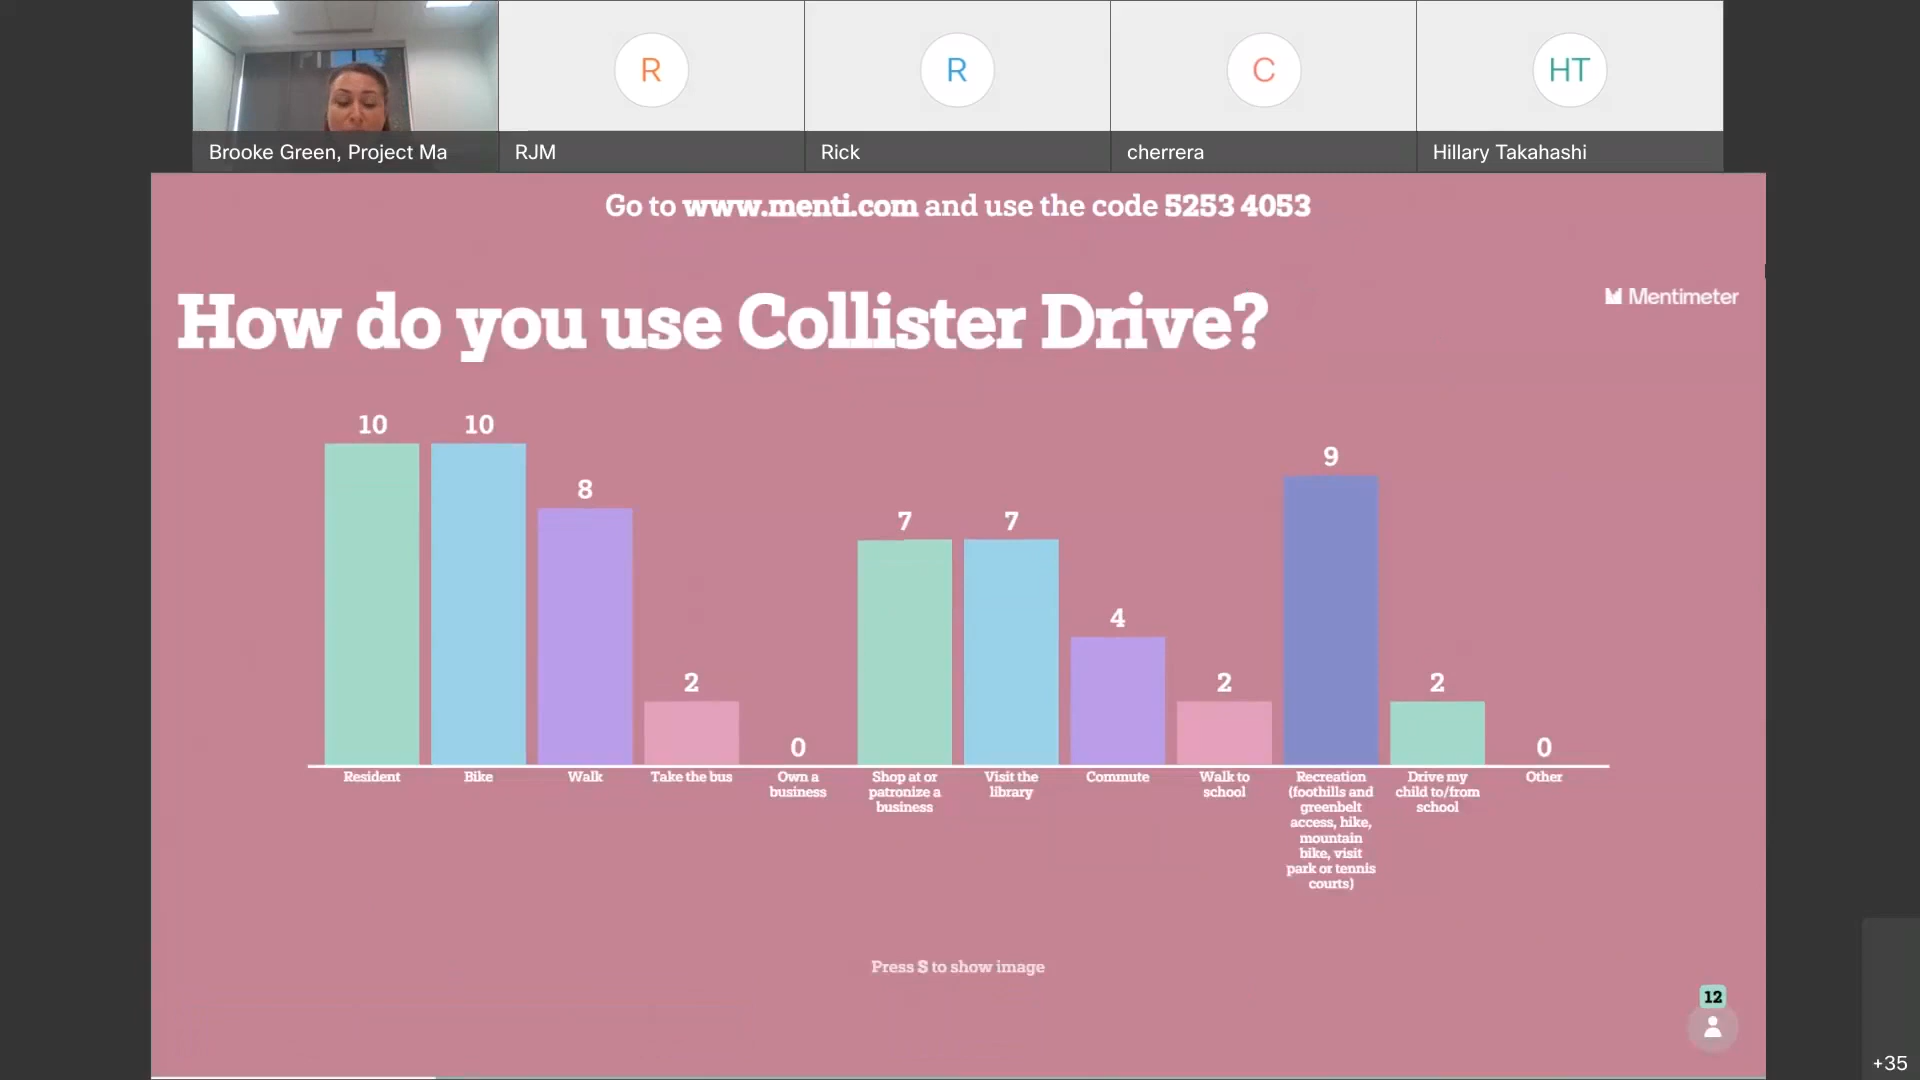 R
R
C
HT
Brooke Green, Project Ma
RJM
Rick
cherrera
Hillary Takahashi
Go to www.menti.com and use the code 5253 4053
How do you use Collister Drive?
Mentimeter
10
10
8
2
0
7
7
4
2
9
2
0
Resident
Bike
Walk
Take the bus
Own a
business
Shop at or
patronize a
business
Visit the
library
Commute
Walk to
school
Recreation
(foothills and
greenbelt
access, hike,
mountain
bike, visit
park or tennis
courts)
Drive my
child to/from
school
Other
Press S to show image
12
+35